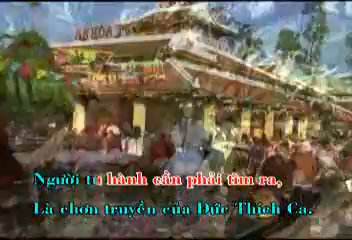 Người tu hành cần phải tìm ra,
Là chơn truyền của Đức Thích Ca.